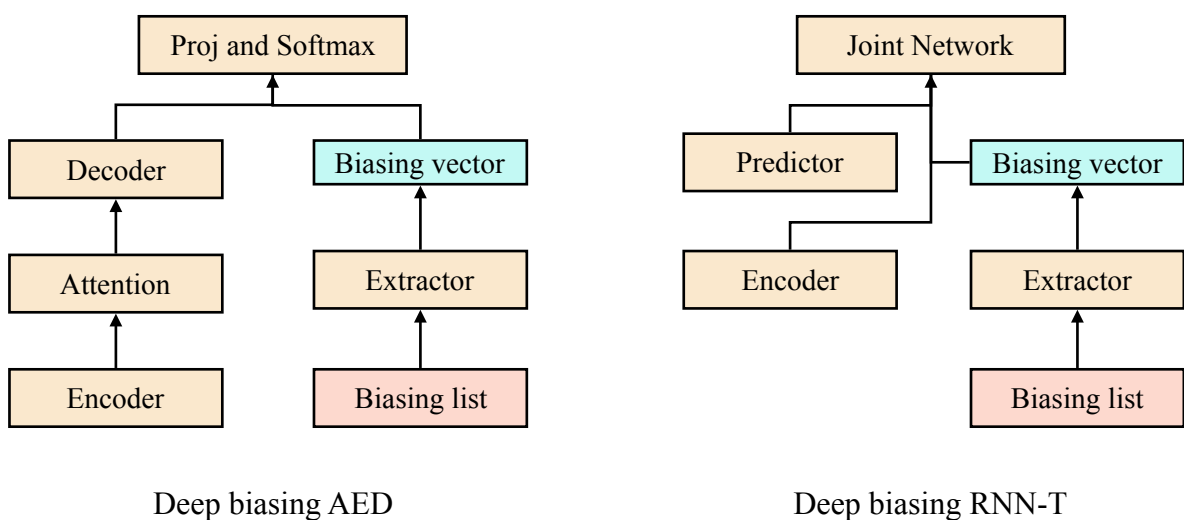 Proj and Softmax
Decoder
Biasing vector
Attention
Extractor
Encoder
Biasing list
Deep biasing AED
Joint Network
Predictor
Biasing vector
Encoder
Extractor
Biasing list
Deep biasing RNN-T